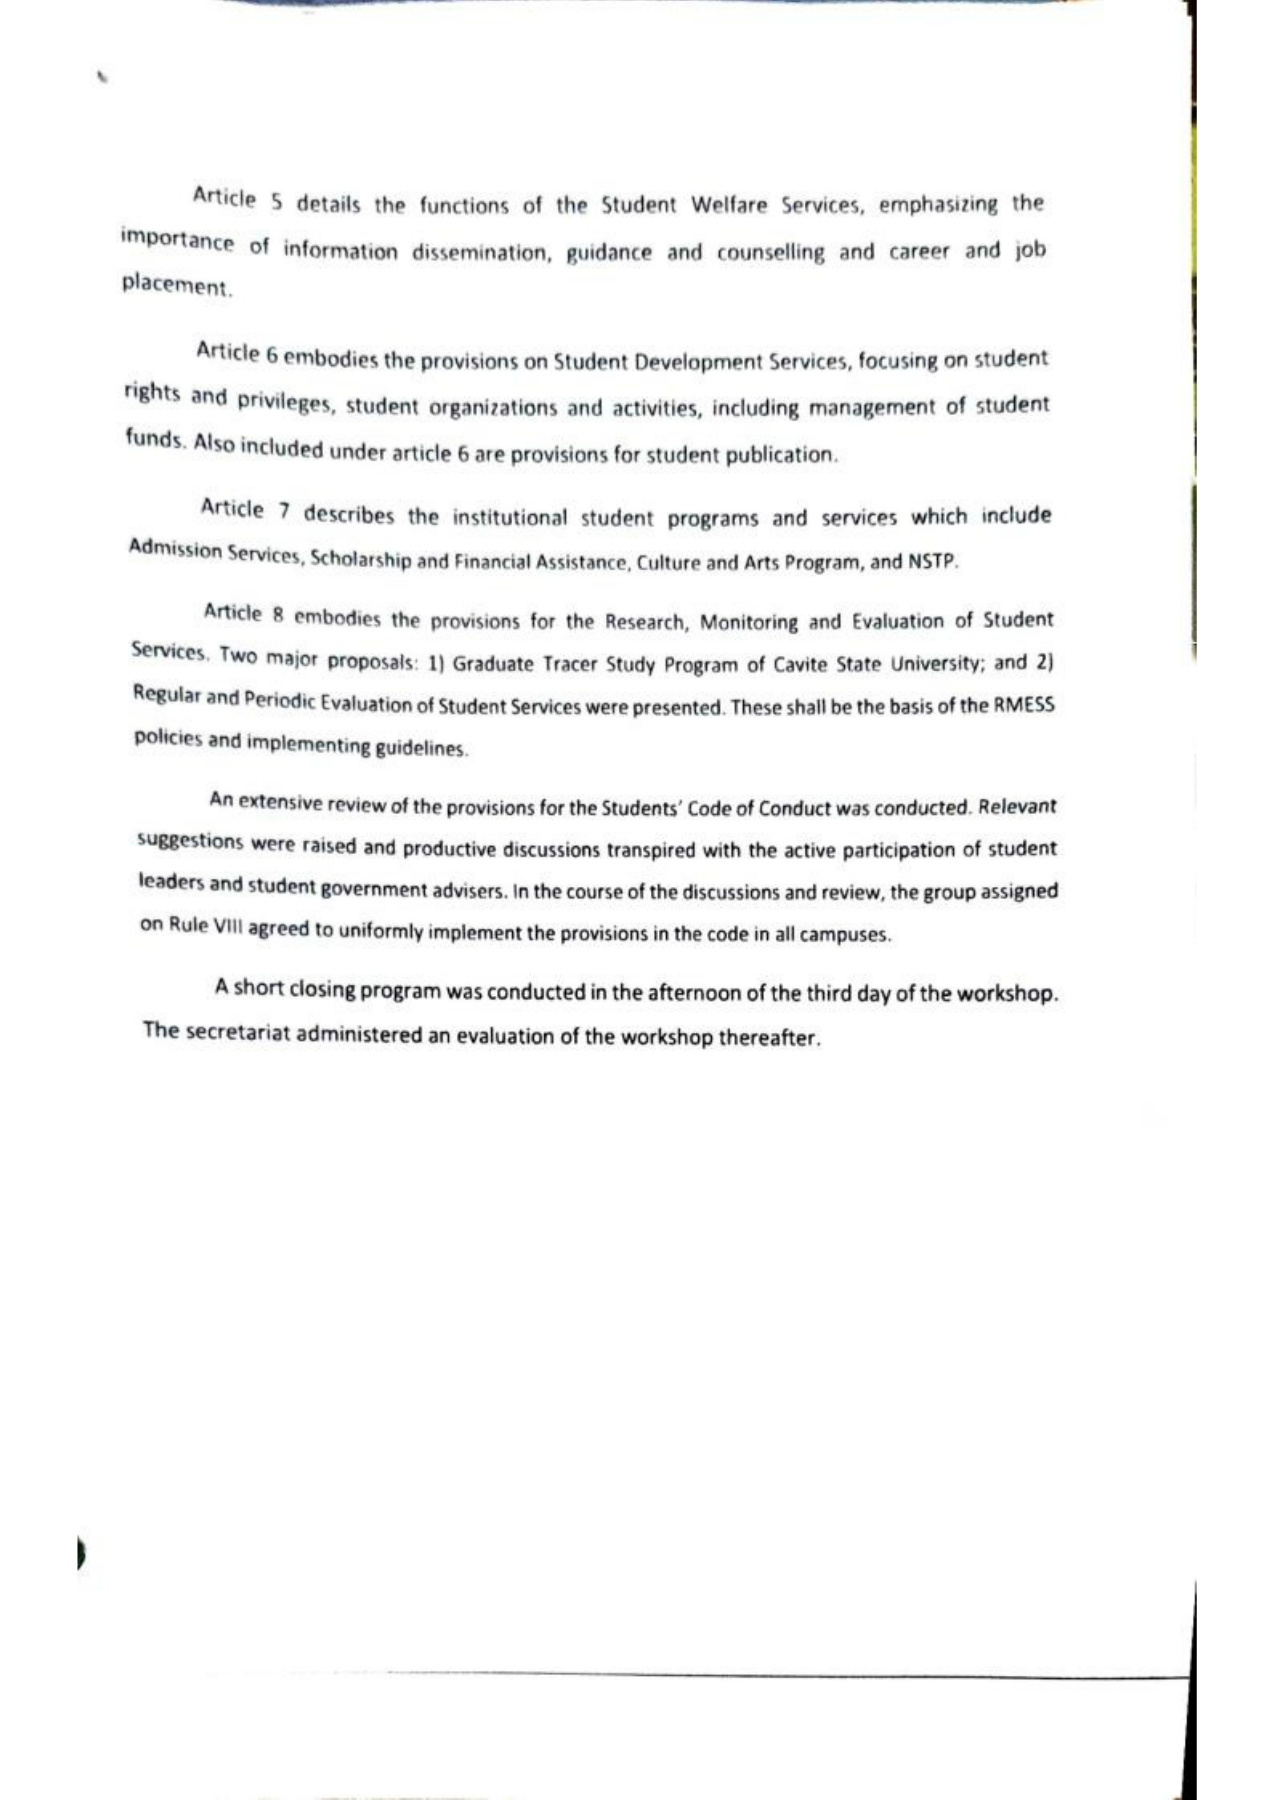 Article 5 details the functions of the Student Welfare Services, emphasizing the
importance of information dissemination, guidance and counselling and career and job
placement.
Article 6 embodies the provisions on Student Development Services, focusing on student
rights and privileges, student organizations and activities, including management of student
funds. Also included under article 6 are provisions for student publication.
Article 7 describes the institutional student programs and services which include
Admission Services, Scholarship and Financial Assistance, Culture and Arts Program, and NSTP.
Article 8 embodies the provisions for the Research, Monitoring and Evaluation of Student
Services. Two major proposals: 1) Graduate Tracer Study Program of Cavite State University; and 2)
Regular and Periodic Evaluation of Student Services were presented. These shall be the basis of the RMESS
policies and implementing guidelines.
An extensive review of the provisions for the Students' Code of Conduct was conducted. Relevant
suggestions were raised and productive discussions transpired with the active participation of student
leaders and student government advisers. In the course of the discussions and review, the group assigned
on Rule VIII agreed to uniformly implement the provisions in the code in all campuses.
A short closing program was conducted in the afternoon of the third day of the workshop.
The secretariat administered an evaluation of the workshop thereafter.